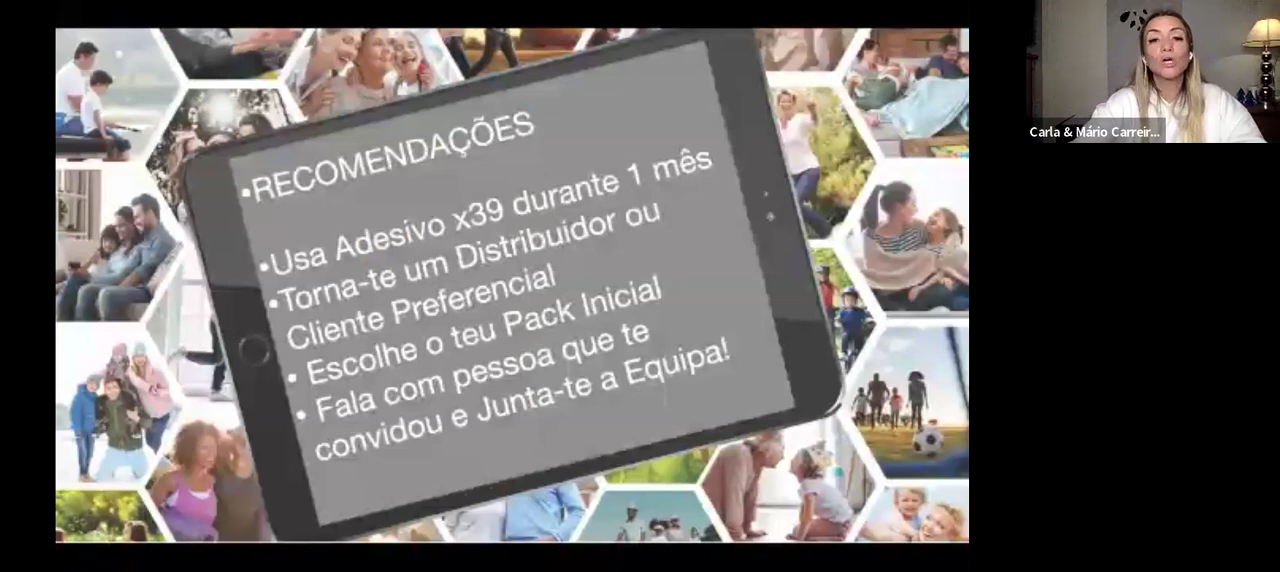 •RECOMENDAÇÕES
•Usa Adesivo x39 durante 1 mês
•Torna-te um Distribuidor ou
Cliente Preferencial
• Escolhe o teu Pack Inicial
• Fala com pessoa que te
convidou e Junta-te a Equipa!
Carla & Mário Carreir...